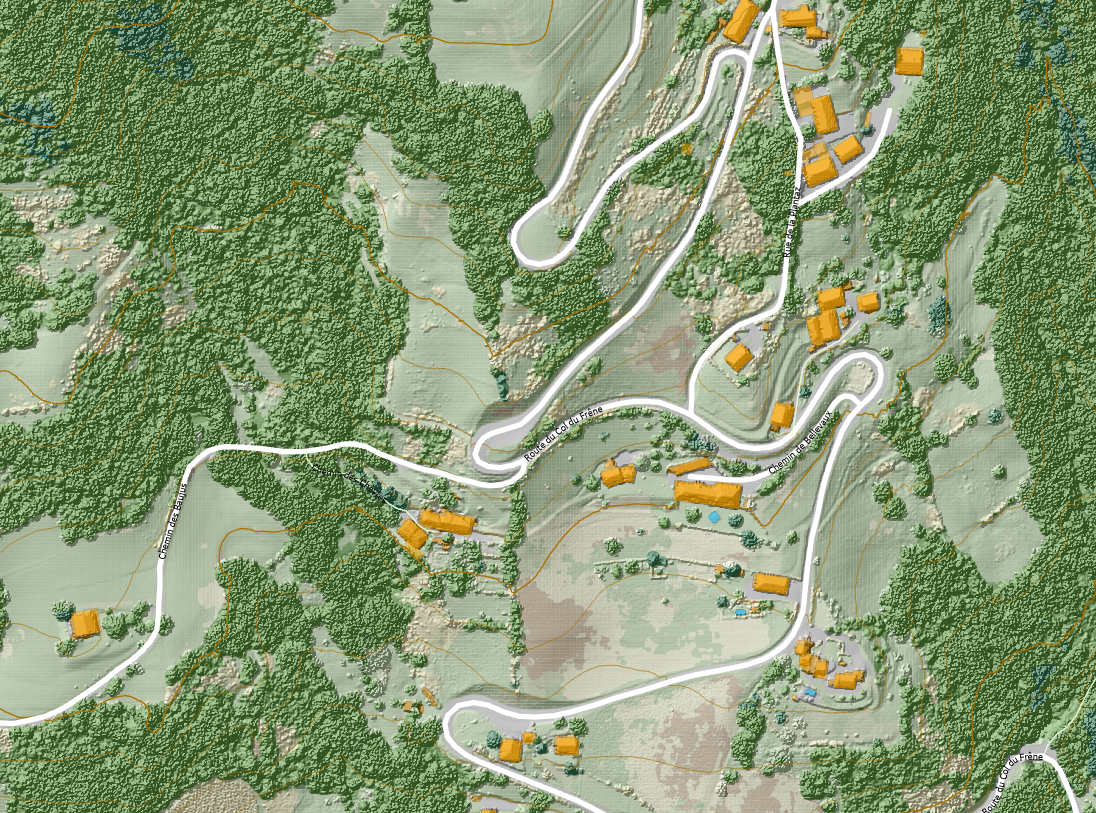 Rue de la Plantaz
Route du Col du Frêne
Chemin de Bellevaux
Chemin des Baujus
Route du Col du Frêne